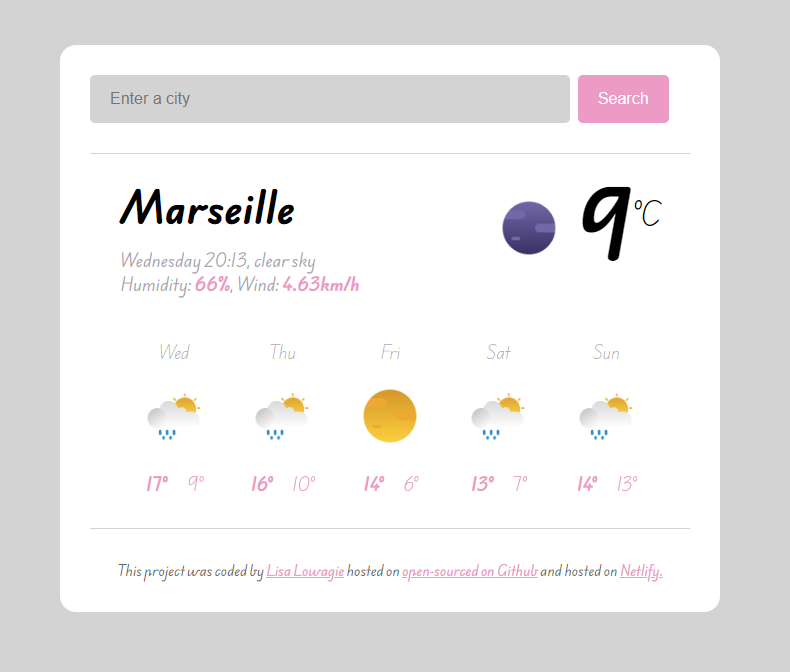 Enter a city
Search
Marseille
9°C
Wednesday 20:13, clear sky
Humidity: 66%, Wind: 4.63km/h
Wed Thu Fri Sat Sun
17° 9° 16° 10° 14° 6° 13° 7° 14° 13°
This project was coded by Lisa Lowagie hosted on open-sourced on Github and hosted on Netlify.